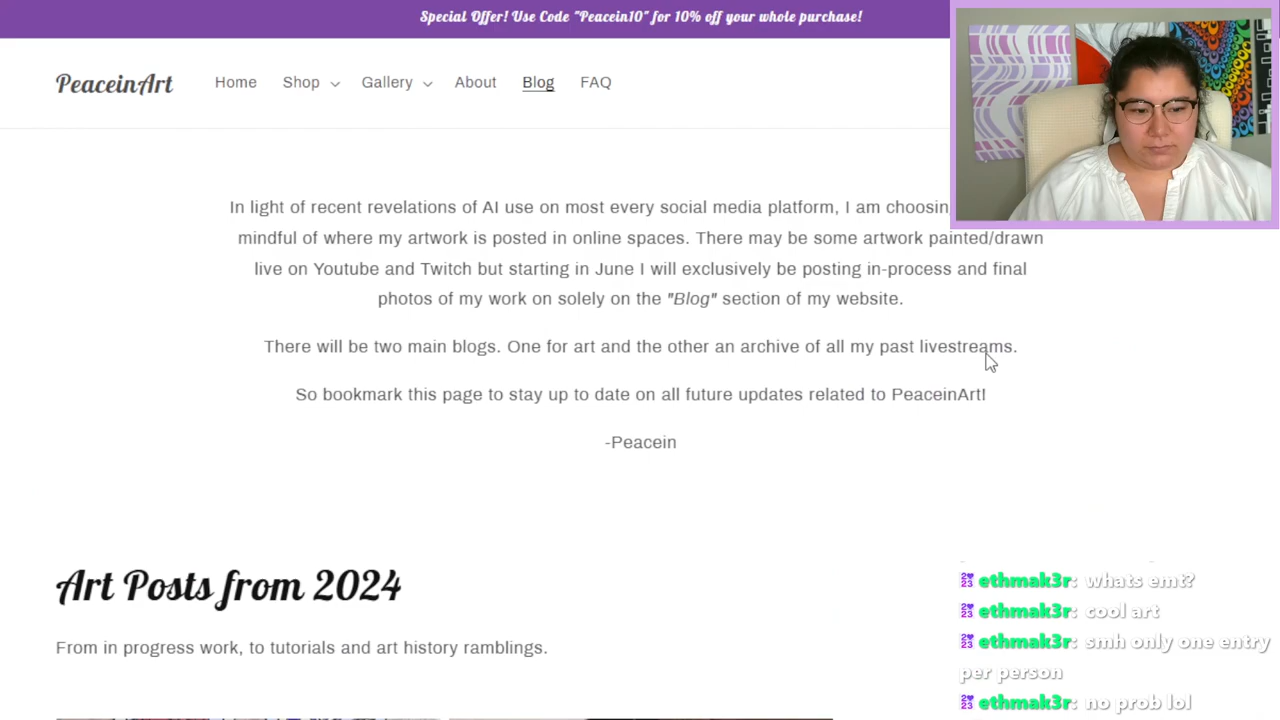 Special Offer! Use Code "Peacein10" for 10% off your whole purchase!
PeaceinArt
Home
Shop
Gallery
About
Blog
FAQ
In light of recent revelations of AI use on most every social media platform, I am
mindful of where my artwork is posted in online spaces. There may be some artwork painted/drawn
live on Youtube and Twitch but starting in June I will exclusively be posting in-process and final
photos of my work on solely on the "Blog" section of my website.
There will be two main blogs. One for art and the other an archive of all my past livestreams.
So bookmark this page to stay up to date on all future updates related to PeaceinArt!
-Peacein
Art Posts from 2024
From in progress work, to tutorials and art history ramblings.
ethmak3r: whats emt?
ethmak3r: cool art
ethmak3r: smh only one entry
per person
ethmak3r: no prob lol